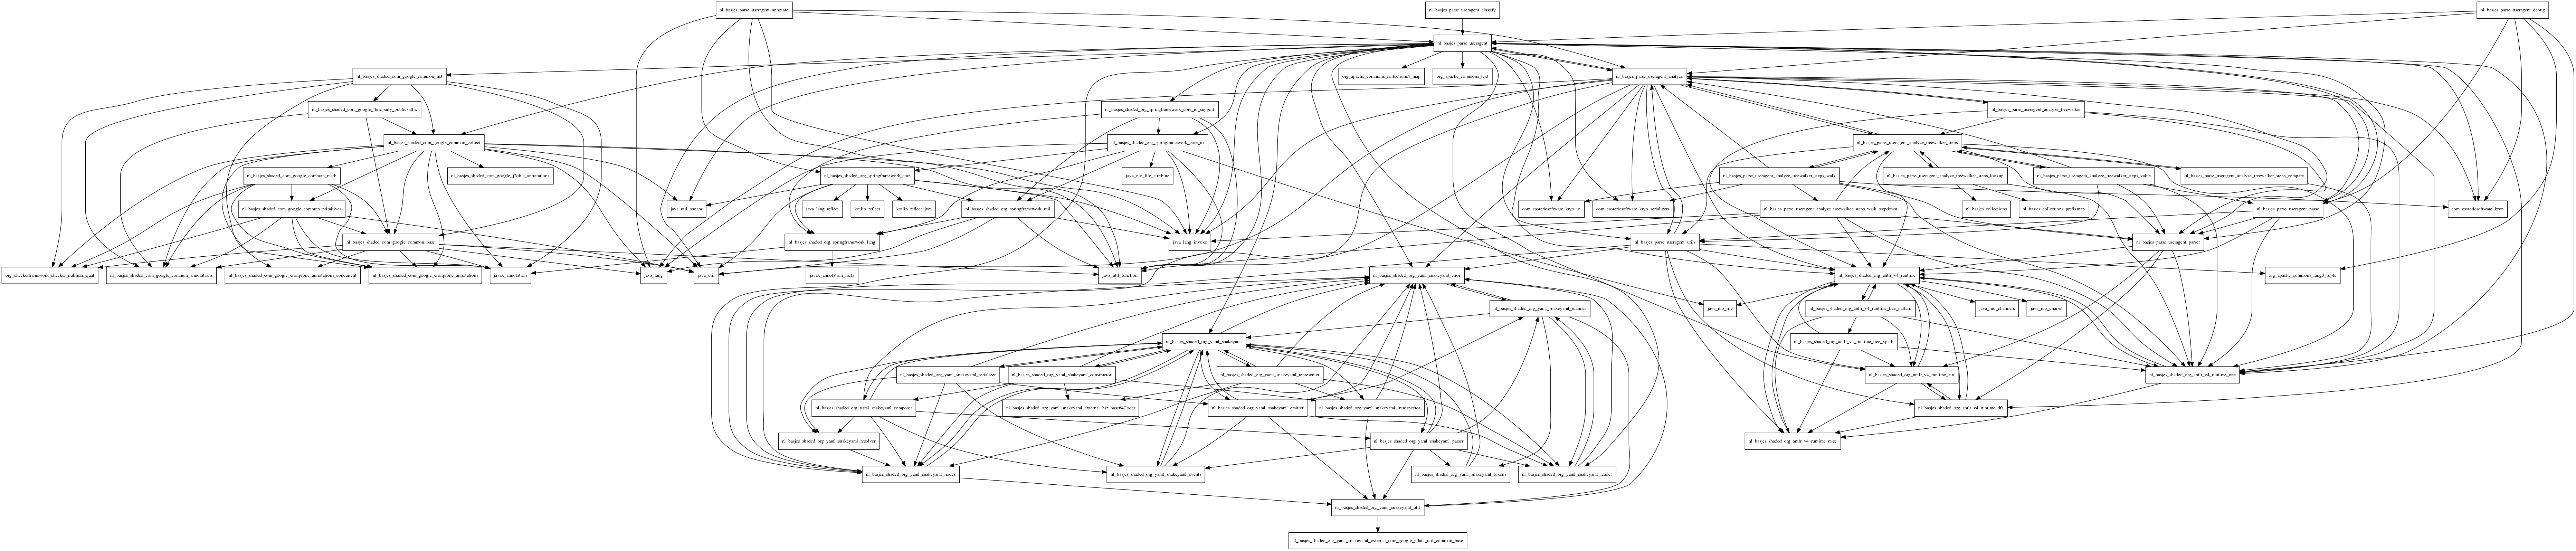 nl_basjes_parse_useragent_annotate
nl_basjes_parse_useragent_classify
nl_basjes_parse_useragent_debug
nl_basjes_parse_useragent
nl_basjes_shaded_com_google_common_net
org_apache_commons_collections4_map
org_apache_commons_text
nl_basjes_parse_useragent_analyze
nl_basjes_shaded_com_google_thirdparty_publicsuffix
nl_basjes_shaded_org_springframework_core_io_support
nl_basjes_parse_useragent_analyze_treewalker
nl_basjes_shaded_com_google_common_collect
nl_basjes_shaded_org_springframework_core_io
nl_basjes_parse_useragent_analyze_treewalker_steps
nl_basjes_shaded_com_google_common_math
nl_basjes_shaded_com_google_j2objc_annotations
nl_basjes_shaded_org_springframework_core
java_nio_file_attribute
nl_basjes_parse_useragent_analyze_treewalker_steps_walk
nl_basjes_parse_useragent_analyze_treewalker_steps_lookup
nl_basjes_parse_useragent_analyze_treewalker_steps_value
nl_basjes_parse_useragent_analyze_treewalker_steps_compare
nl_basjes_shaded_com_google_common_primitives
java_util_stream
java_lang_reflect
kotlin_reflect
kotlin_reflect_jvm
nl_basjes_shaded_org_springframework_util
com_esotericsoftware_kryo_io
com_esotericsoftware_kryo_serializers
nl_basjes_parse_useragent_analyze_treewalker_steps_walk_stepdown
nl_basjes_collections
nl_basjes_collections_prefixmap
nl_basjes_parse_useragent_parse
com_esotericsoftware_kryo
nl_basjes_shaded_com_google_common_base
nl_basjes_shaded_org_springframework_lang
java_lang_invoke
nl_basjes_parse_useragent_utils
nl_basjes_parse_useragent_parser
org_checkerframework_checker_nullness_qual
nl_basjes_shaded_com_google_common_annotations
nl_basjes_shaded_com_google_errorprone_annotations_concurrent
nl_basjes_shaded_com_google_errorprone_annotations
javax_annotation
java_lang
java_util
javax_annotation_meta
java_util_function
nl_basjes_shaded_org_yaml_snakeyaml_error
nl_basjes_shaded_org_antlr_v4_runtime
org_apache_commons_lang3_tuple
nl_basjes_shaded_org_yaml_snakeyaml_scanner
java_nio_file
nl_basjes_shaded_org_antlr_v4_runtime_tree_pattern
java_nio_channels
java_nio_charset
nl_basjes_shaded_org_yaml_snakeyaml
nl_basjes_shaded_org_antlr_v4_runtime_tree_xpath
nl_basjes_shaded_org_yaml_snakeyaml_serializer
nl_basjes_shaded_org_yaml_snakeyaml_constructor
nl_basjes_shaded_org_yaml_snakeyaml_representer
nl_basjes_shaded_org_antlr_v4_runtime_atn
nl_basjes_shaded_org_antlr_v4_runtime_tree
nl_basjes_shaded_org_yaml_snakeyaml_composer
nl_basjes_shaded_org_yaml_snakeyaml_external_biz_base64Coder
nl_basjes_shaded_org_yaml_snakeyaml_emitter
nl_basjes_shaded_org_yaml_snakeyaml_introspector
nl_basjes_shaded_org_antlr_v4_runtime_dfa
nl_basjes_shaded_org_yaml_snakeyaml_resolver
nl_basjes_shaded_org_yaml_snakeyaml_parser
nl_basjes_shaded_org_antlr_v4_runtime_misc
nl_basjes_shaded_org_yaml_snakeyaml_nodes
nl_basjes_shaded_org_yaml_snakeyaml_events
nl_basjes_shaded_org_yaml_snakeyaml_tokens
nl_basjes_shaded_org_yaml_snakeyaml_reader
nl_basjes_shaded_org_yaml_snakeyaml_util
nl_basjes_shaded_org_yaml_snakeyaml_external_com_google_gdata_util_common_base